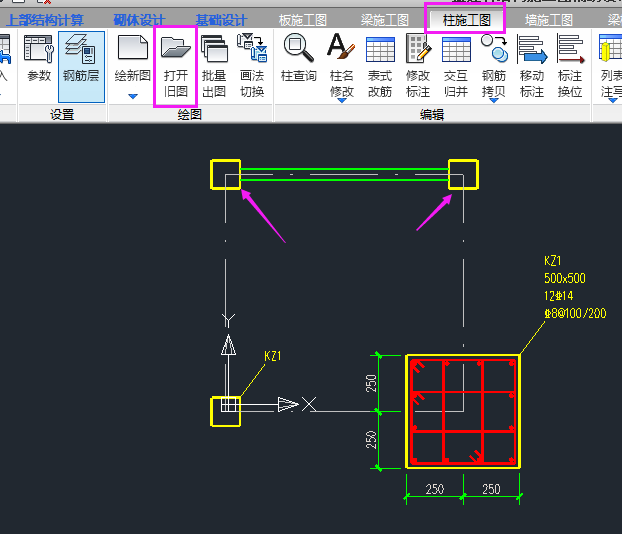 上部结构计算 砌体设计 基础设计 板施工图 梁施工图 柱施工图 墙施工图
参数 钢筋层 绘新图 打开旧图 批量出图 画法切换 柱查询 柱名修改 表式改筋 修改标注 交互归并 钢筋拷贝 移动标注 标注换位
设置 绘图 编辑
KZ1
500x500
12Φ14
Φ8@100/200
Y
KZ1
X
250
250
250 250